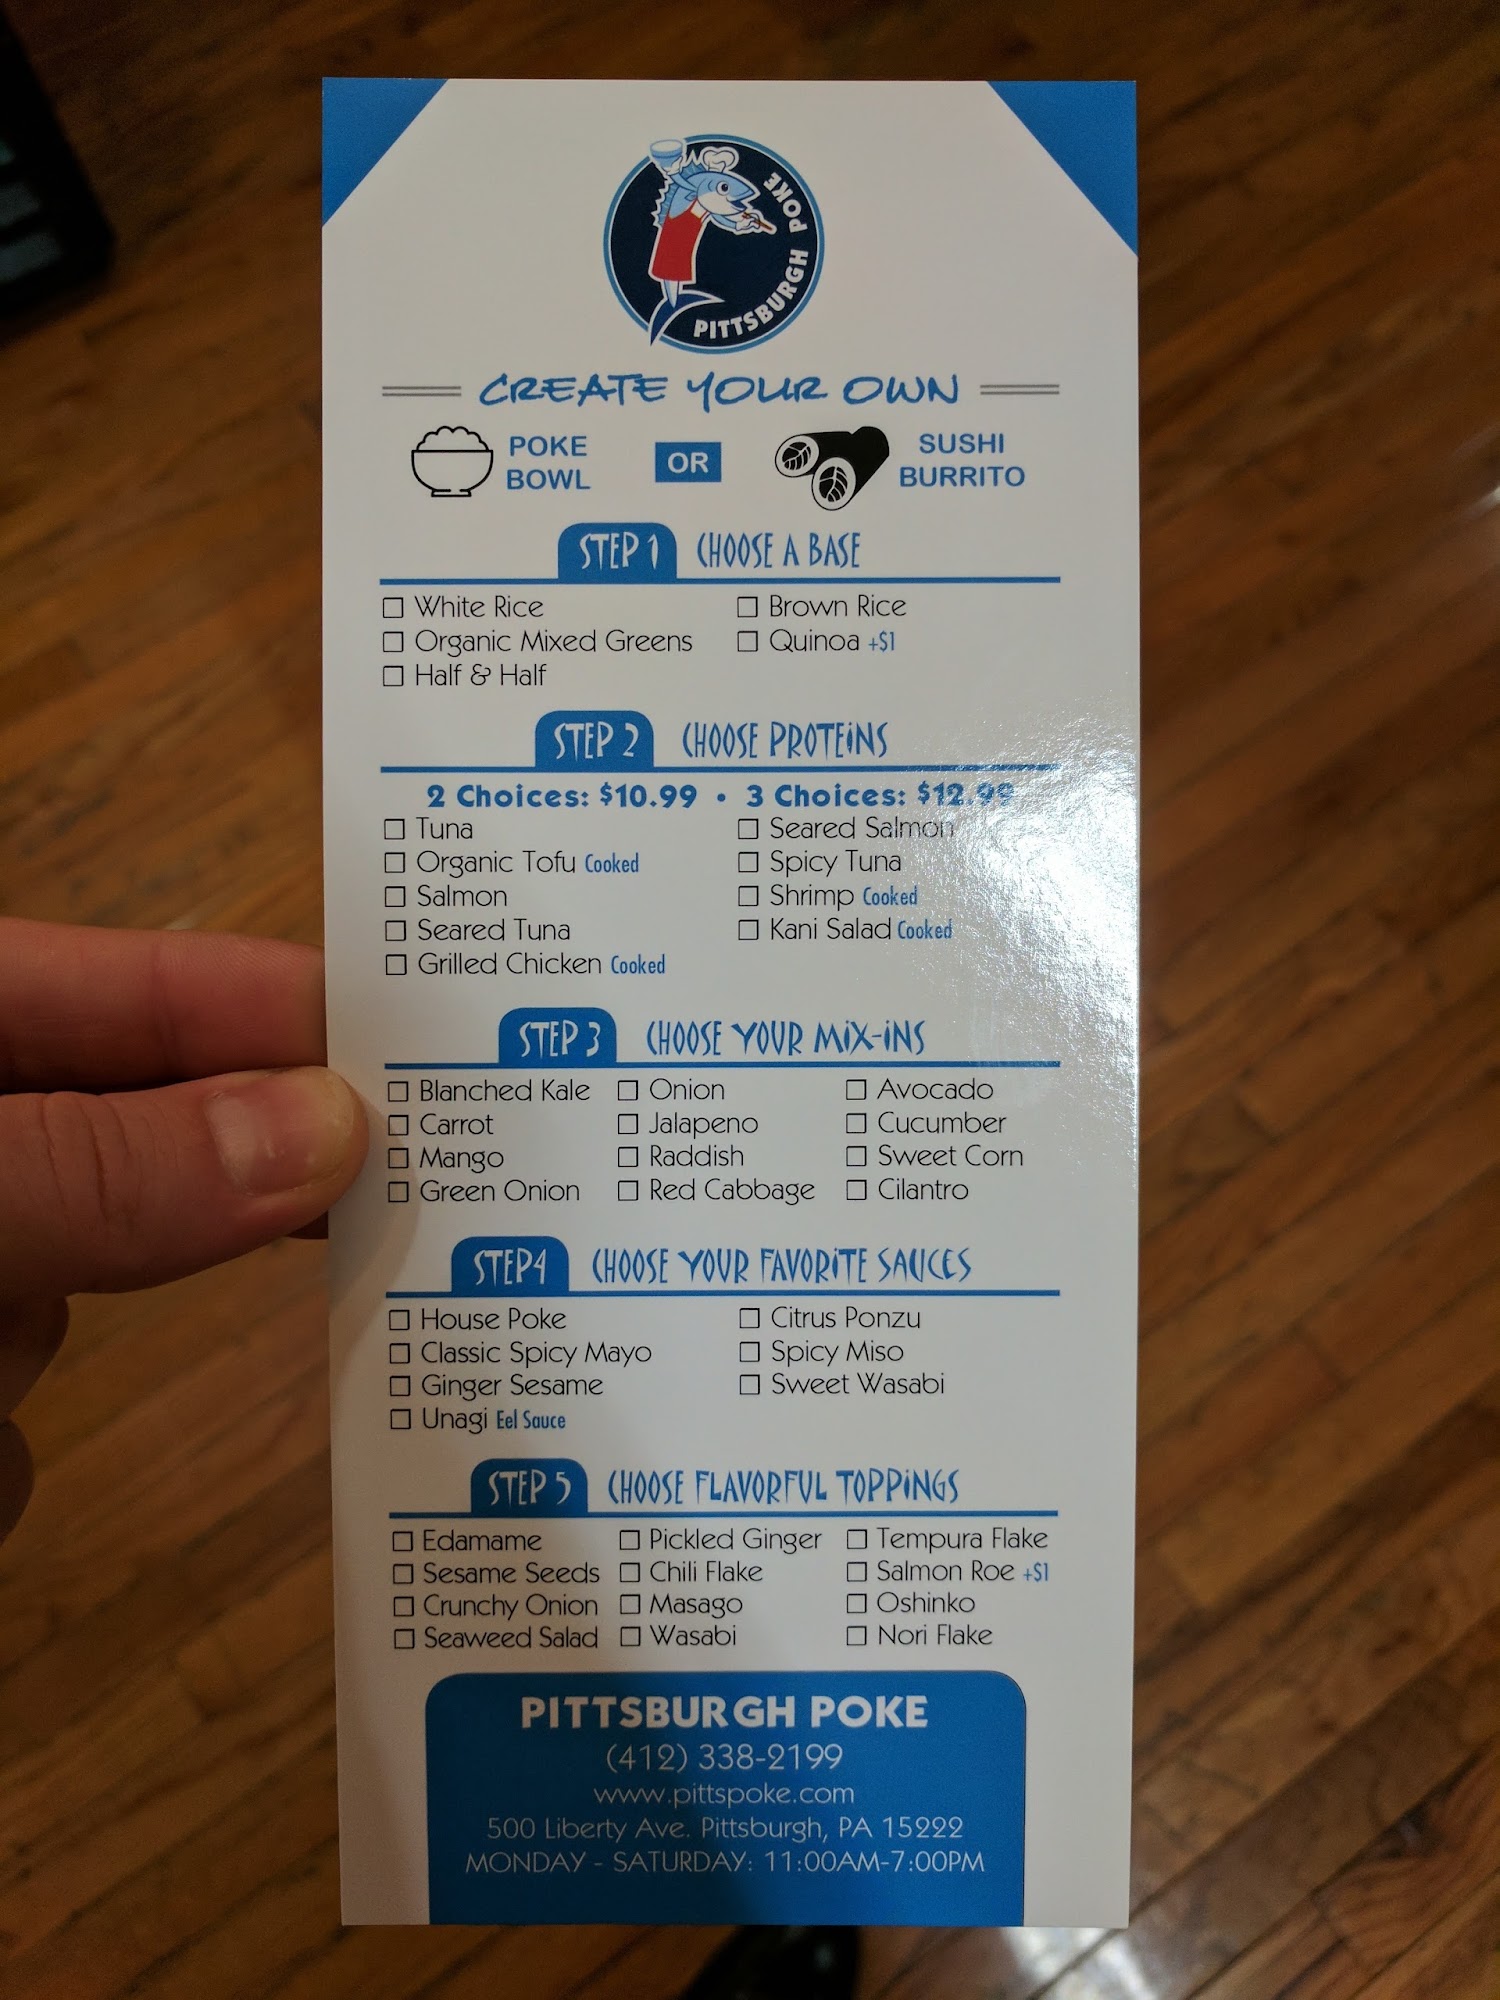 PITTSBURGH POKE
CREATE YOUR OWN
POKE BOWL OR SUSHI BURRITO
STEP 1 CHOOSE A BASE
White Rice Brown Rice
Organic Mixed Greens Quinoa +$1
Half & Half
STEP 2 CHOOSE PROTEINS
2 Choices: $10.99 • 3 Choices: $12.99
Tuna Seared Salmon
Organic Tofu Cooked Spicy Tuna
Salmon Shrimp Cooked
Seared Tuna Kani Salad Cooked
Grilled Chicken Cooked
STEP 3 CHOOSE YOUR MIX-INS
Blanched Kale Onion Avocado
Carrot Jalapeno Cucumber
Mango Raddish Sweet Corn
Green Onion Red Cabbage Cilantro
STEP4 CHOOSE YOUR FAVORITE SAUCES
House Poke Citrus Ponzu
Classic Spicy Mayo Spicy Miso
Ginger Sesame Sweet Wasabi
Unagi Eel Sauce
STEP 5 CHOOSE FLAVORFUL TOPPINGS
Edamame Pickled Ginger Tempura Flake
Sesame Seeds Chili Flake Salmon Roe +$1
Crunchy Onion Masago Oshinko
Seaweed Salad Wasabi Nori Flake
PITTSBURGH POKE
(412) 338-2199
www.pittspoke.com
500 Liberty Ave. Pittsburgh, PA 15222
MONDAY - SATURDAY: 11:00AM-7:00PM